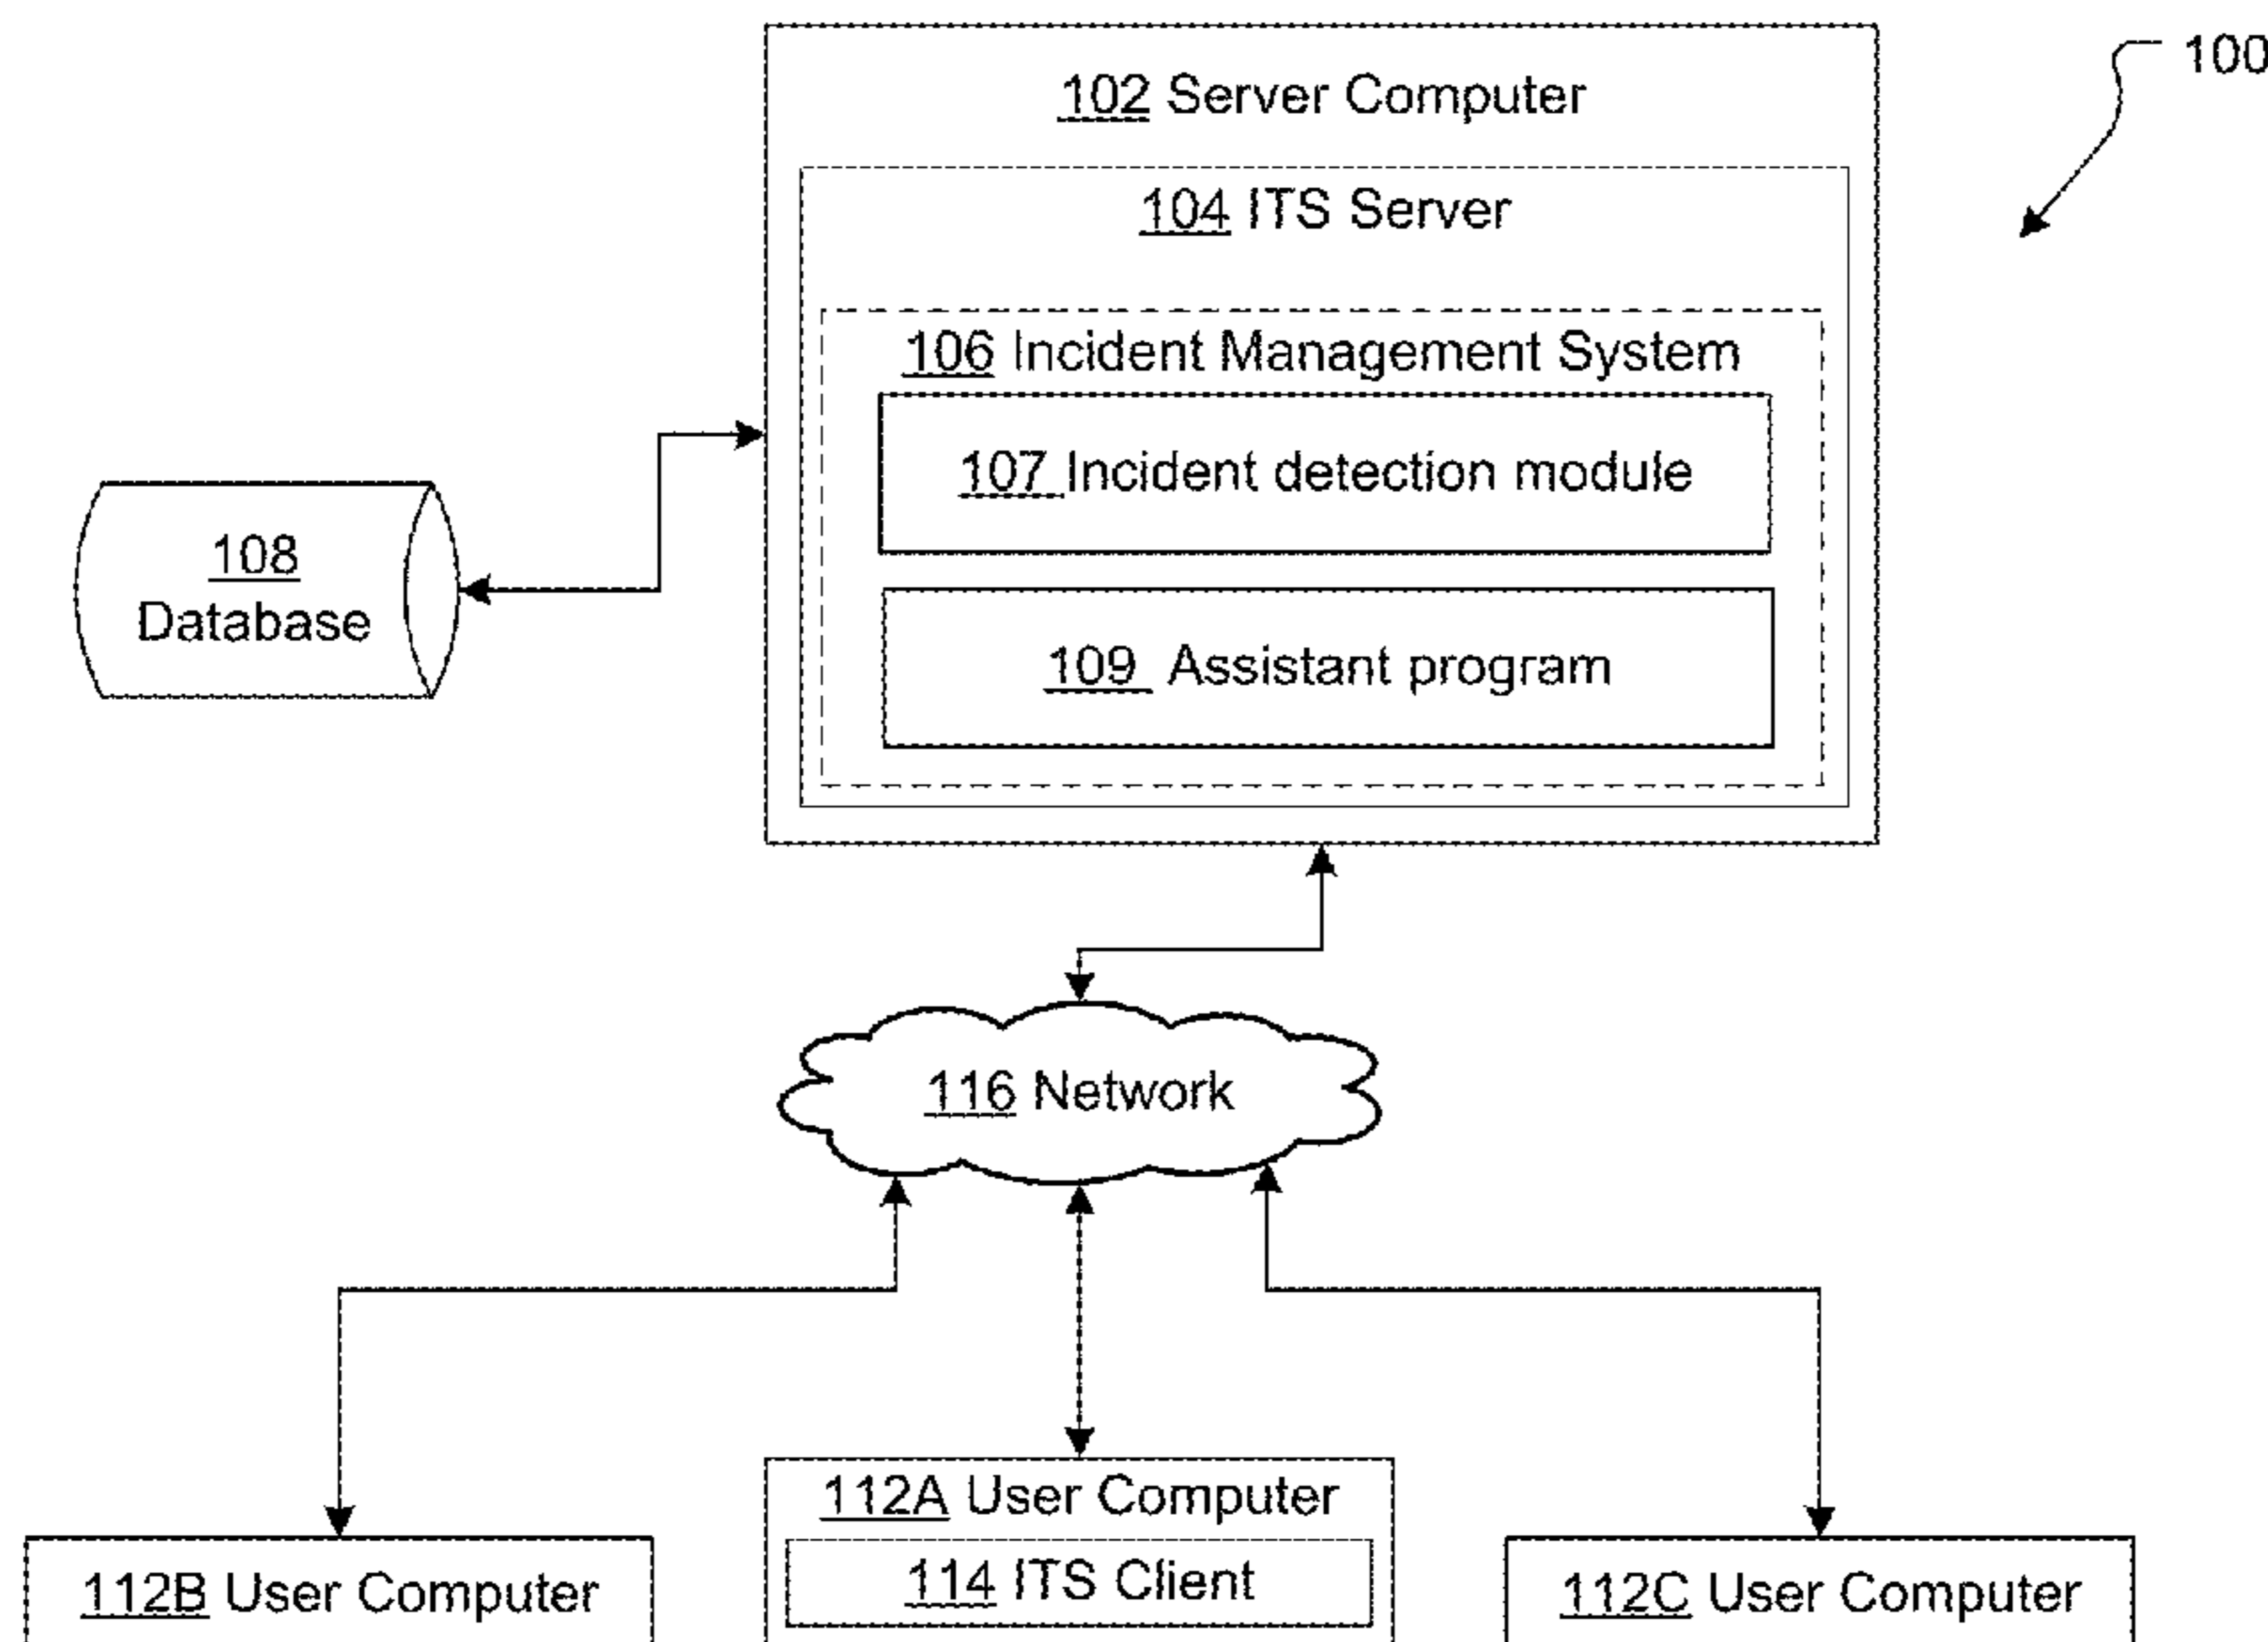 100
102 Server Computer
104 ITS Server
106 Incident Management System
107 Incident detection module
108
Database
109 Assistant program
116 Network
112A User Computer
114 ITS Client
112B User Computer
112C User Computer